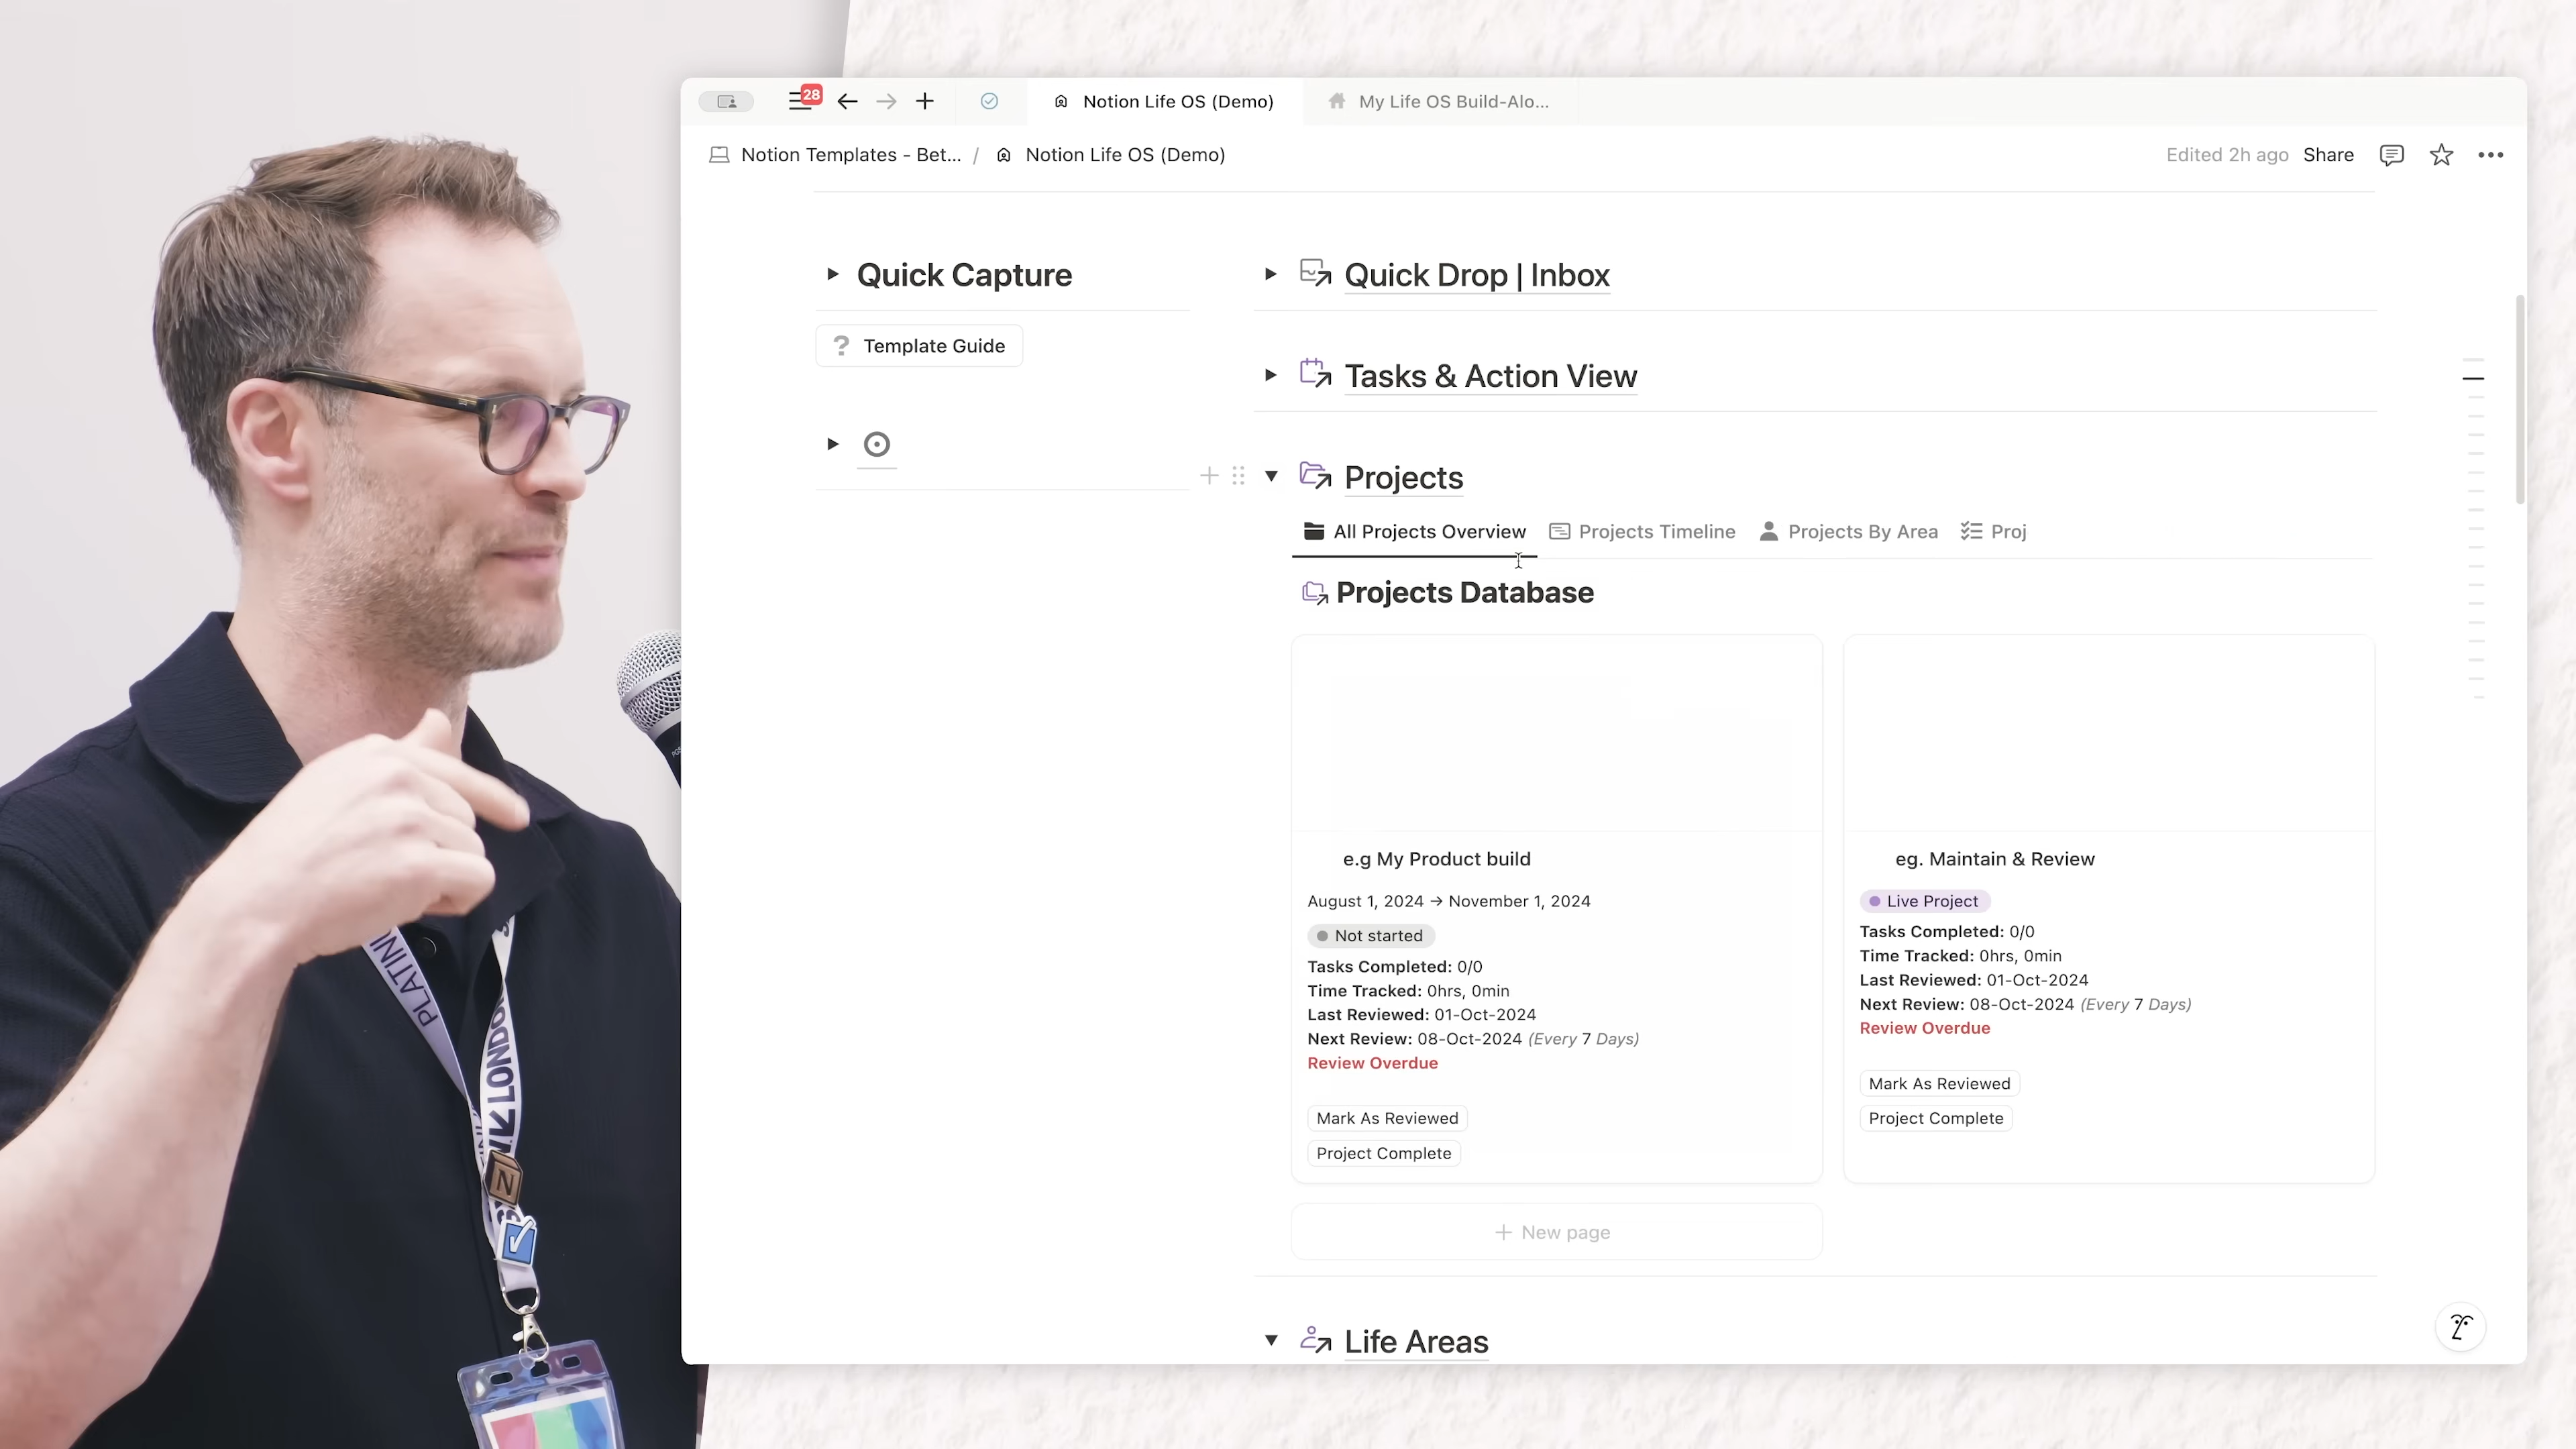 28
Notion Life OS (Demo)
My Life OS Build-Alo...
Notion Templates - Bet... / Notion Life OS (Demo)
Edited 2h ago
Share
Quick Capture
Template Guide
Quick Drop | Inbox
Tasks & Action View
Projects
All Projects Overview
Projects Timeline
Projects By Area
Proj
Projects Database
e.g My Product build
August 1, 2024 → November 1, 2024
Not started
Tasks Completed: 0/0
Time Tracked: 0hrs, 0min
Last Reviewed: 01-Oct-2024
Next Review: 08-Oct-2024 (Every 7 Days)
Review Overdue
Mark As Reviewed
Project Complete
eg. Maintain & Review
Live Project
Tasks Completed: 0/0
Time Tracked: 0hrs, 0min
Last Reviewed: 01-Oct-2024
Next Review: 08-Oct-2024 (Every 7 Days)
Review Overdue
Mark As Reviewed
Project Complete
+ New page
Life Areas
PLATINU
LONDO
N